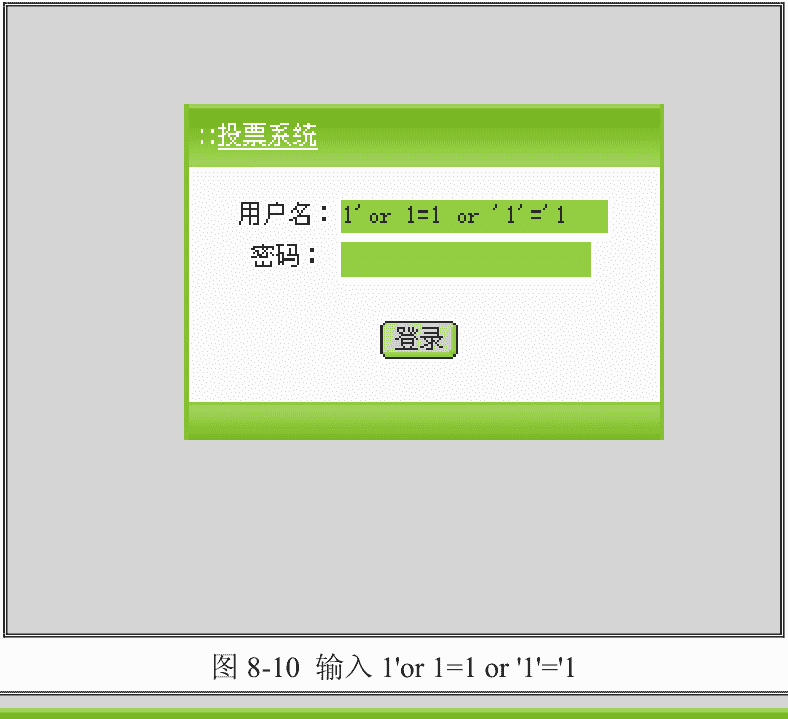 ::投票系统
用户名：1'or 1=1 or '1'='1
密码：
登录
图 8-10 输入 1'or 1=1 or '1'='1